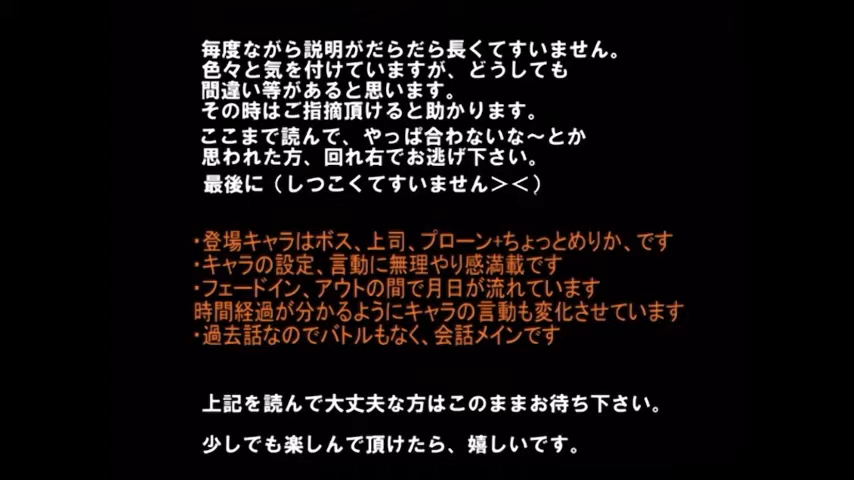 毎度ながら説明がだらだら長くてすいません。
色々と気を付けていますが、どうしても
間違い等があると思います。
その時はご指摘頂けると助かります。
ここまで読んで、やっぱ合わないな～とか
思われた方、回れ右でお逃げ下さい。
最後に（しつこくてすいません＞＜）
・登場キャラはボス、上司、プローン+ちょっとめりか、です
・キャラの設定、言動に無理やり感満載です
・フェードイン、アウトの間で月日が流れています
時間経過が分かるようにキャラの言動も変化させています
・過去話なのでバトルもなく、会話メインです
上記を読んで大丈夫な方はこのままお待ち下さい。
少しでも楽しんで頂けたら、嬉しいです。